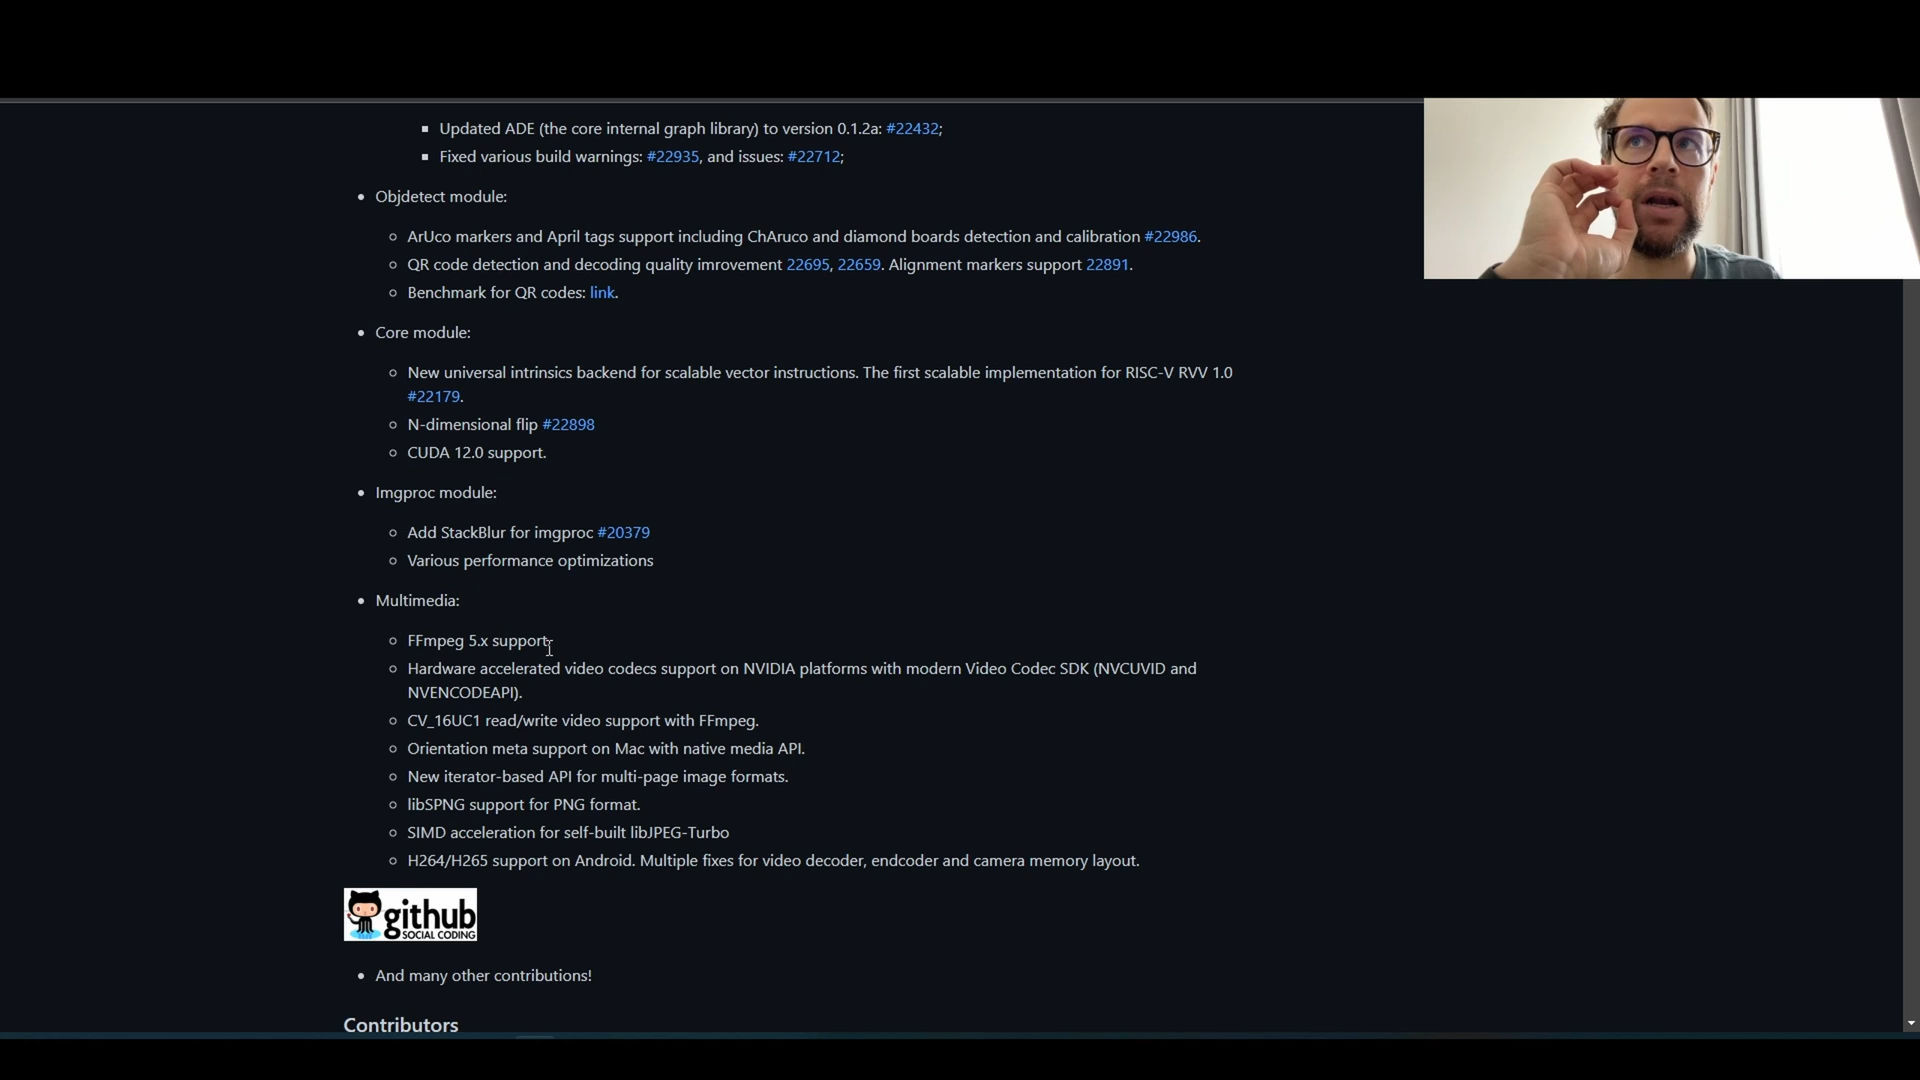 Updated ADE (the core internal graph library) to version 0.1.2a: #22432;
Fixed various build warnings: #22935, and issues: #22712;
Objdetect module:
ArUco markers and April tags support including ChAruco and diamond boards detection and calibration #22986.
QR code detection and decoding quality imrovement 22695, 22659. Alignment markers support 22891.
Benchmark for QR codes: link.
Core module:
New universal intrinsics backend for scalable vector instructions. The first scalable implementation for RISC-V RVV 1.0
#22179.
N-dimensional flip #22898
CUDA 12.0 support.
Imgproc module:
Add StackBlur for imgproc #20379
Various performance optimizations
Multimedia:
FFmpeg 5.x support.
Hardware accelerated video codecs support on NVIDIA platforms with modern Video Codec SDK (NVCUVID and
NVENCODEAPI).
CV_16UC1 read/write video support with FFmpeg.
Orientation meta support on Mac with native media API.
New iterator-based API for multi-page image formats.
libSPNG support for PNG format.
SIMD acceleration for self-built libJPEG-Turbo
H264/H265 support on Android. Multiple fixes for video decoder, endcoder and camera memory layout.
github
SOCIAL CODING
And many other contributions!
Contributors